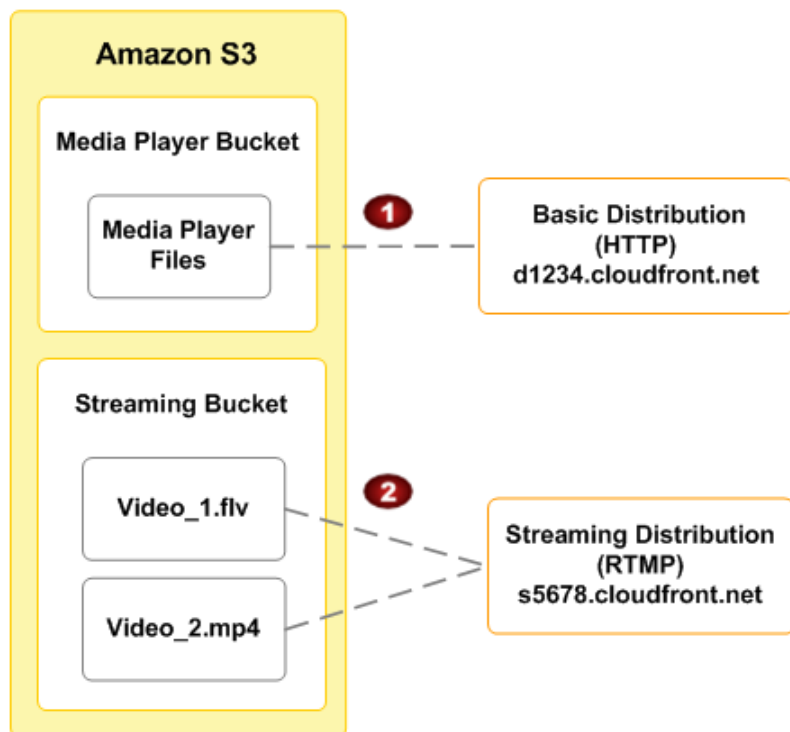 Amazon S3
Media Player Bucket
Media Player
Files
1
Basic Distribution
(HTTP)
d1234.cloudfront.net
Streaming Bucket
Video_1.flv
Video_2.mp4
2
Streaming Distribution
(RTMP)
s5678.cloudfront.net